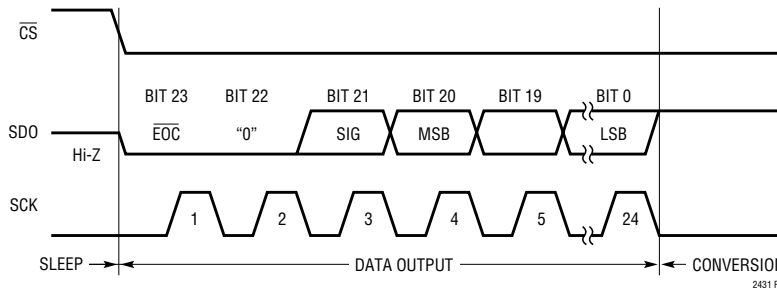 CS
BIT 23 BIT 22 BIT 21 BIT 20 BIT 19 BIT 0
SDO EOC “0” SIG MSB LSB
Hi-Z
SCK 1 2 3 4 5 24
SLEEP DATA OUTPUT CONVERSION
2431 F